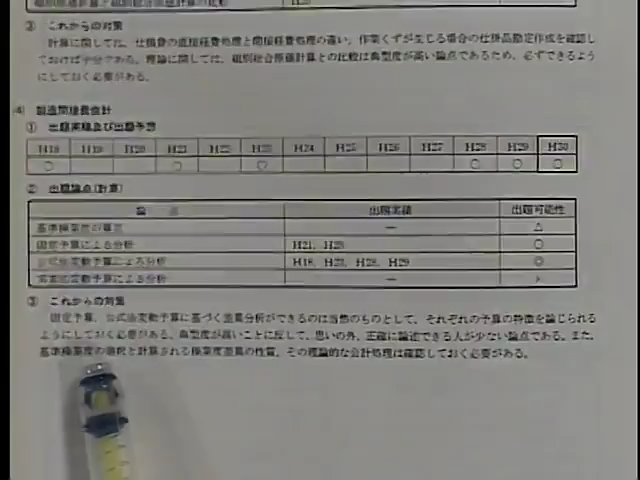 ② これからの対策
計算に関しては、仕損費の直接経費処理と間接経費処理の違い、作業くずが生じる場合の仕掛品勘定作成を確認し
ておけば十分である。理論に関しては、組別総合原価計算との比較は典型度が高い論点であるため、必ずできるよう
にしておく必要がある。
(4) 製造間接費会計
① 出題実績及び出題予想
H18 H19 H20 H21 H22 H23 H24 H25 H26 H27 H28 H29 H30
○ ○ ○ ○ ○ ○
② 出題論点(計算)
論 点 出題実績 出題可能性
基準操業度の算定 ― △
固定予算による分析 H21、 ○
公式法変動予算による分析 H18、H23、H28、H29 ◎
実査法変動予算による分析 ―
③ これからの対策
固定予算、公式法変動予算に基づく差異分析ができるのは当然のものとして、それぞれの予算の特徴を論じられる
ようにしておく必要がある。典型度が高いことに反して、思いの外、正確に論述できる人が少ない論点である。また、
基準操業度の選択と計算される操業度差異の性質、その理論的な会計処理は確認しておく必要がある。